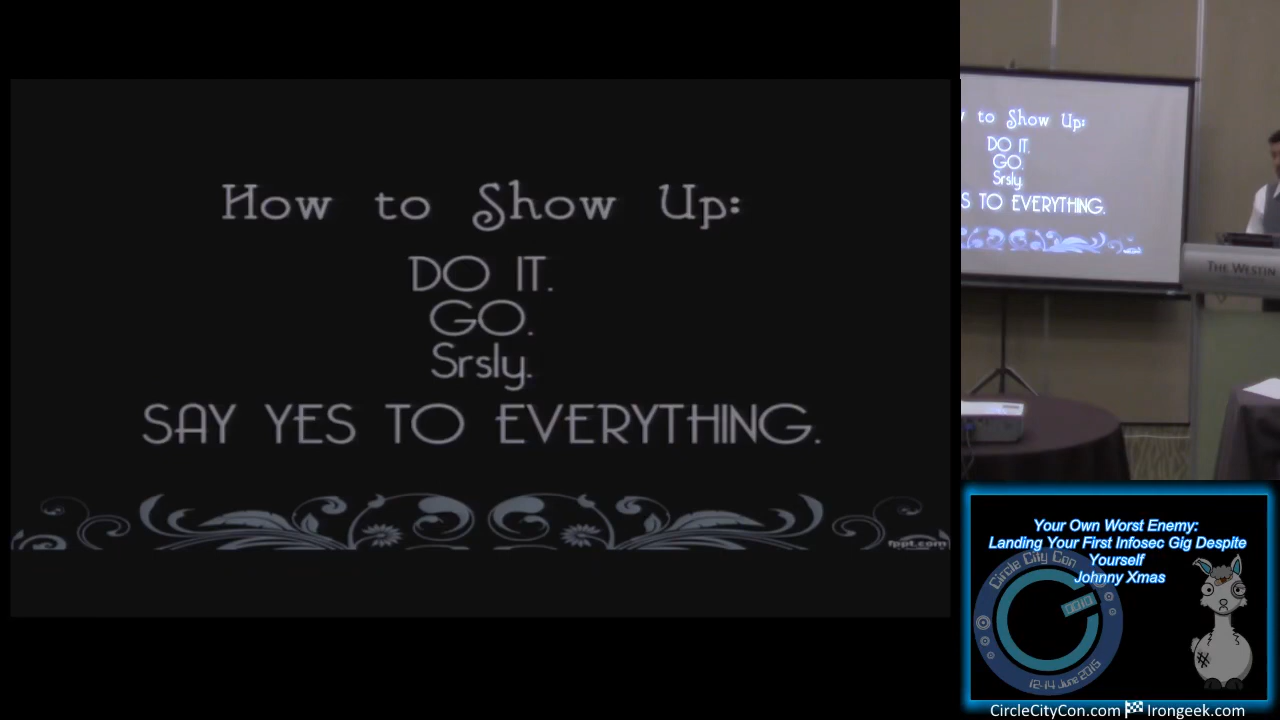 How to Show Up:
DO IT.
GO.
Srsly.
SAY YES TO EVERYTHING.
fppt.com
to Show Up:
DO IT.
GO.
Srsly.
S TO EVERYTHING.
THE WESTIN
Your Own Worst Enemy:
Landing Your First Infosec Gig Despite
Yourself
Johnny Xmas
Circle City Con
12-14 June 2015
CircleCityCon.com Irongeek.com